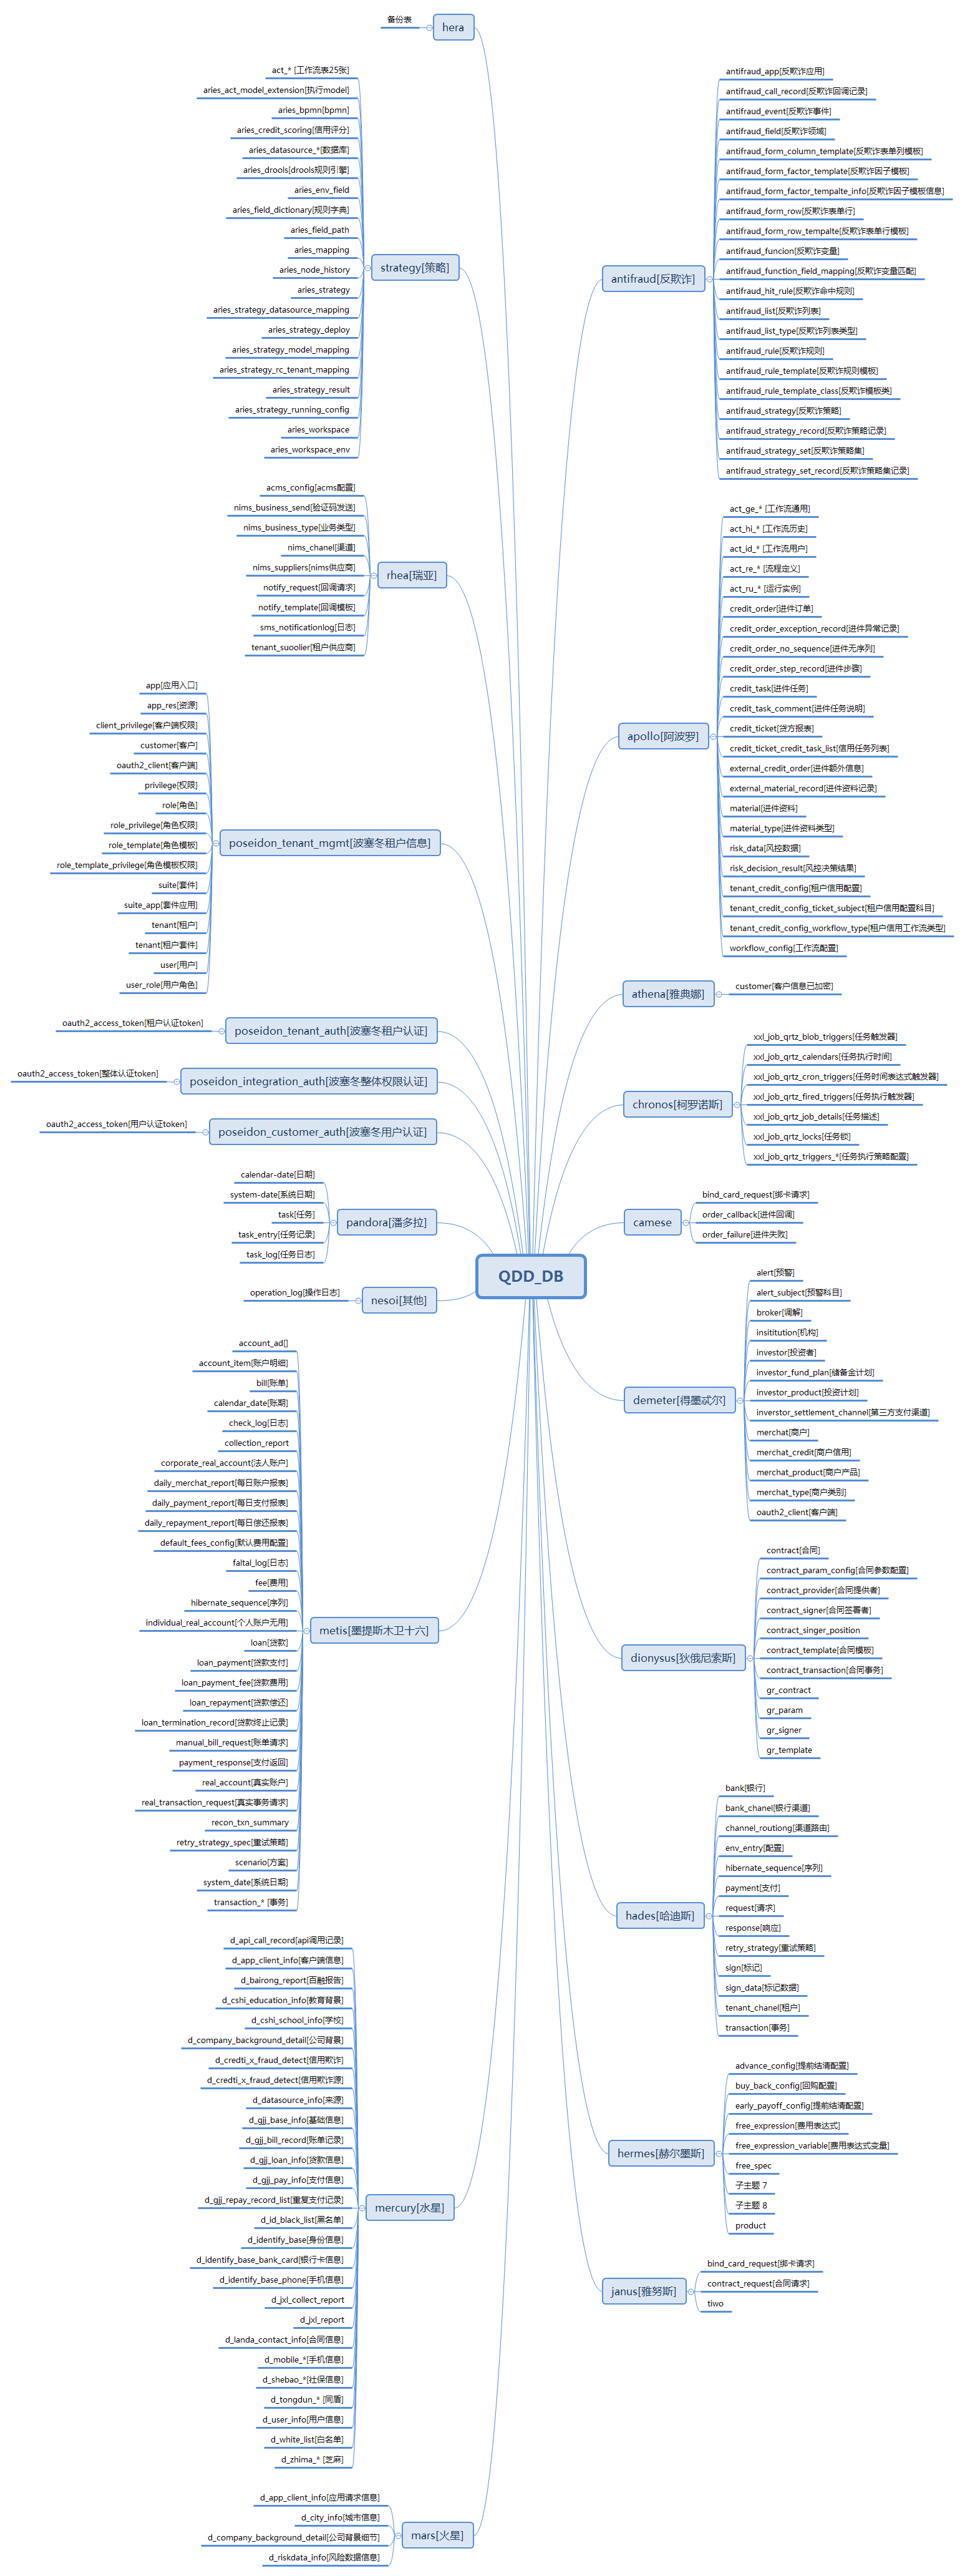 QDD_DB
hera
备份表
strategy[策略]
act_* [工作流表25张]
aries_act_model_extension[执行model]
aries_bpmn[bpmn]
aries_credit_scoring[信用评分]
aries_datasource_*[数据库]
aries_drools[drools规则引擎]
aries_env_field
aries_field_dictionary[规则字典]
aries_field_path
aries_mapping
aries_node_history
aries_strategy
aries_strategy_datasource_mapping
aries_strategy_deploy
aries_strategy_model_mapping
aries_strategy_rc_tenant_mapping
aries_strategy_result
aries_strategy_running_config
aries_workspace
aries_workspace_env
rhea[瑞亚]
acms_config[acms配置]
nims_business_send[验证码发送]
nims_business_type[业务类型]
nims_chanel[渠道]
nims_suppliers[nims供应商]
notify_request[回调请求]
notify_template[回调模板]
sms_notificationlog[日志]
tenant_suoolier[租户供应商]
poseidon_tenant_mgmt[波塞冬租户信息]
app[应用入口]
app_res[资源]
client_privilege[客户端权限]
customer[客户]
oauth2_client[客户端]
privilege[权限]
role[角色]
role_privilege[角色权限]
role_template[角色模板]
role_template_privilege[角色模板权限]
suite[套件]
suite_app[套件应用]
tenant[租户]
tenant[租户套件]
user[用户]
user_role[用户角色]
poseidon_tenant_auth[波塞冬租户认证]
oauth2_access_token[租户认证token]
poseidon_integration_auth[波塞冬整体权限认证]
oauth2_access_token[整体认证token]
poseidon_customer_auth[波塞冬用户认证]
oauth2_access_token[用户认证token]
pandora[潘多拉]
calendar-date[日期]
system-date[系统日期]
task[任务]
task_entry[任务记录]
task_log[任务日志]
nesoi[其他]
operation_log[操作日志]
metis[墨提斯木卫十六]
account_ad[]
account_item[账户明细]
bill[账单]
calendar_date[账期]
check_log[日志]
collection_report
corporate_real_account[法人账户]
daily_merchat_report[每日账户报表]
daily_payment_report[每日支付报表]
daily_repayment_report[每日偿还报表]
default_fees_config[默认费用配置]
faltal_log[日志]
fee[费用]
hibernate_sequence[序列]
individual_real_account[个人账户无用]
loan[贷款]
loan_payment[贷款支付]
loan_payment_fee[贷款费用]
loan_repayment[贷款偿还]
loan_termination_record[贷款终止记录]
manual_bill_request[账单请求]
payment_response[支付返回]
real_account[真实账户]
real_transaction_request[真实事务请求]
recon_txn_summary
retry_strategy_spec[重试策略]
scenario[方案]
system_date[系统日期]
transaction_* [事务]
mercury[水星]
d_api_call_record[api调用记录]
d_app_client_info[客户端信息]
d_bairong_report[百融报告]
d_cshi_education_info[教育背景]
d_cshi_school_info[学校]
d_company_background_detail[公司背景]
d_credti_x_fraud_detect[信用欺诈]
d_credti_x_fraud_detect[信用欺诈源]
d_datasource_info[来源]
d_gjj_base_info[基础信息]
d_gjj_bill_record[账单记录]
d_gjj_loan_info[贷款信息]
d_gjj_pay_info[支付信息]
d_gjj_repay_record_list[重复支付记录]
d_id_black_list[黑名单]
d_identify_base[身份信息]
d_identify_base_bank_card[银行卡信息]
d_identify_base_phone[手机信息]
d_jxl_collect_report
d_jxl_report
d_landa_contact_info[合同信息]
d_mobile_*[手机信息]
d_shebao_*[社保信息]
d_tongdun_* [同盾]
d_user_info[用户信息]
d_white_list[白名单]
d_zhima_* [芝麻]
mars[火星]
d_app_client_info[应用请求信息]
d_city_info[城市信息]
d_company_background_detail[公司背景细节]
d_riskdata_info[风险数据信息]
antifraud[反欺诈]
antifraud_app[反欺诈应用]
antifraud_call_record[反欺诈回调记录]
antifraud_event[反欺诈事件]
antifraud_field[反欺诈领域]
antifraud_form_column_template[反欺诈表单列模板]
antifraud_form_factor_template[反欺诈因子模板]
antifraud_form_factor_tempalte_info[反欺诈因子模板信息]
antifraud_form_row[反欺诈表单行]
antifraud_form_row_tempalte[反欺诈表单行模板]
antifraud_funcion[反欺诈变量]
antifraud_function_field_mapping[反欺诈变量匹配]
antifraud_hit_rule[反欺诈命中规则]
antifraud_list[反欺诈列表]
antifraud_list_type[反欺诈列表类型]
antifraud_rule[反欺诈规则]
antifraud_rule_template[反欺诈规则模板]
antifraud_rule_template_class[反欺诈模板类]
antifraud_strategy[反欺诈策略]
antifraud_strategy_record[反欺诈策略记录]
antifraud_strategy_set[反欺诈策略集]
antifraud_strategy_set_record[反欺诈策略集记录]
apollo[阿波罗]
act_ge_* [工作流通用]
act_hi_* [工作流历史]
act_id_* [工作流用户]
act_re_* [流程定义]
act_ru_* [运行实例]
credit_order[进件订单]
credit_order_exception_record[进件异常记录]
credit_order_no_sequence[进件无序列]
credit_order_step_record[进件步骤]
credit_task[进件任务]
credit_task_comment[进件任务说明]
credit_ticket[贷方报表]
credit_ticket_credit_task_list[信用任务列表]
external_credit_order[进件额外信息]
external_material_record[进件资料记录]
material[进件资料]
material_type[进件资料类型]
risk_data[风控数据]
risk_decision_result[风控决策结果]
tenant_credit_config[租户信用配置]
tenant_credit_config_ticket_subject[租户信用配置科目]
tenant_credit_config_workflow_type[租户信用工作流类型]
workflow_config[工作流配置]
athena[雅典娜]
customer[客户信息已加密]
chronos[柯罗诺斯]
xxl_job_qrtz_blob_triggers[任务触发器]
xxl_job_qrtz_calendars[任务执行时间]
xxl_job_qrtz_cron_triggers[任务时间表达式触发器]
xxl_job_qrtz_fired_triggers[任务执行触发器]
xxl_job_qrtz_job_details[任务描述]
xxl_job_qrtz_locks[任务锁]
xxl_job_qrtz_triggers_*[任务执行策略配置]
camese
bind_card_request[绑卡请求]
order_callback[进件回调]
order_failure[进件失败]
demeter[得墨忒尔]
alert[预警]
alert_subject[预警科目]
broker[调解]
insititution[机构]
investor[投资者]
investor_fund_plan[储备金计划]
investor_product[投资计划]
inverstor_settlement_channel[第三方支付渠道]
merchat[商户]
merchat_credit[商户信用]
merchat_product[商户产品]
merchat_type[商户类别]
oauth2_client[客户端]
dionysus[狄俄尼索斯]
contract[合同]
contract_param_config[合同参数配置]
contract_provider[合同提供者]
contract_signer[合同签署者]
contract_singer_position
contract_template[合同模板]
contract_transaction[合同事务]
gr_contract
gr_param
gr_signer
gr_template
hades[哈迪斯]
bank[银行]
bank_chanel[银行渠道]
channel_routiong[渠道路由]
env_entry[配置]
hibernate_sequence[序列]
payment[支付]
request[请求]
response[响应]
retry_strategy[重试策略]
sign[标记]
sign_data[标记数据]
tenant_chanel[租户]
transaction[事务]
hermes[赫尔墨斯]
advance_config[提前结清配置]
buy_back_config[回购配置]
early_payoff_config[提前结清配置]
free_expression[费用表达式]
free_expression_variable[费用表达式变量]
free_spec
子主题 7
子主题 8
product
janus[雅努斯]
bind_card_request[绑卡请求]
contract_request[合同请求]
tiwo